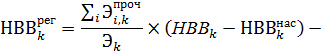 НВВ_k^рег = (∑_i Э_{i,k}^проч / Э_k) × (НВВ_k − НВВ_k^нас) −